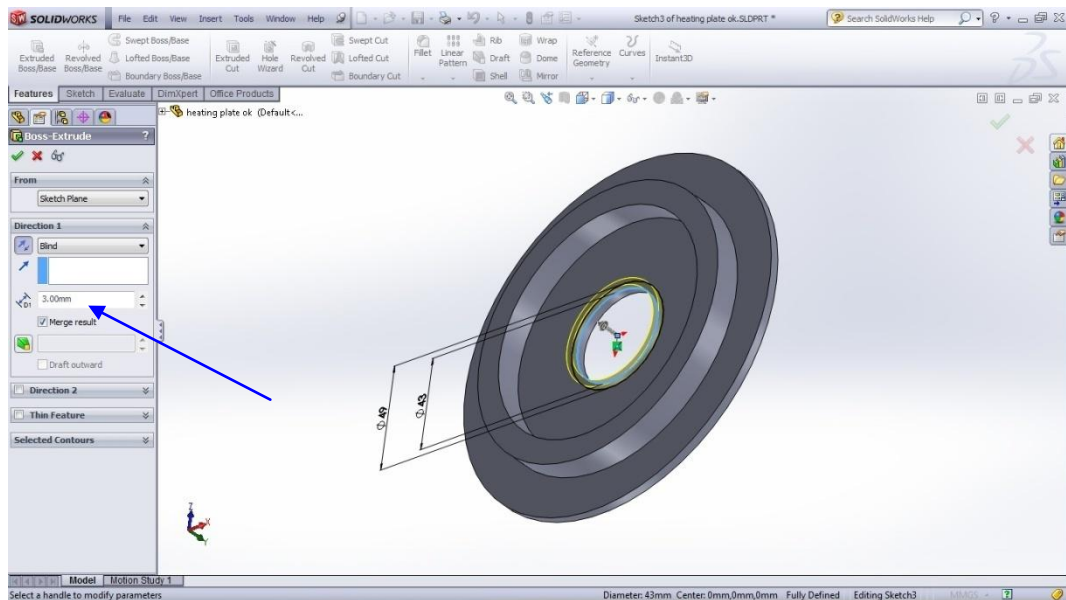 SOLIDWORKS File Edit View Insert Tools Window Help Sketch3 of heating plate ok.SLDPRT * Search SolidWorks Help
Extruded Boss/Base
Revolved Boss/Base
Swept Boss/Base
Lofted Boss/Base
Boundary Boss/Base
Extruded Cut
Hole Wizard
Revolved Cut
Swept Cut
Lofted Cut
Boundary Cut
Fillet
Linear Pattern
Rib
Draft
Shell
Wrap
Dome
Mirror
Reference Geometry
Curves
Instant3D
Features Sketch Evaluate DimXpert Office Products
heating plate ok (Default<...
Boss-Extrude ?
From
Sketch Plane
Direction 1
Blind
D1 3.00mm
Merge result
Draft outward
Direction 2
Thin Feature
Selected Contours
Ø 49
Ø 43
Z
X
Y
Model Motion Study 1
Select a handle to modify parameters Diameter: 43mm Center: 0mm,0mm,0mm Fully Defined Editing Sketch3 MMGS